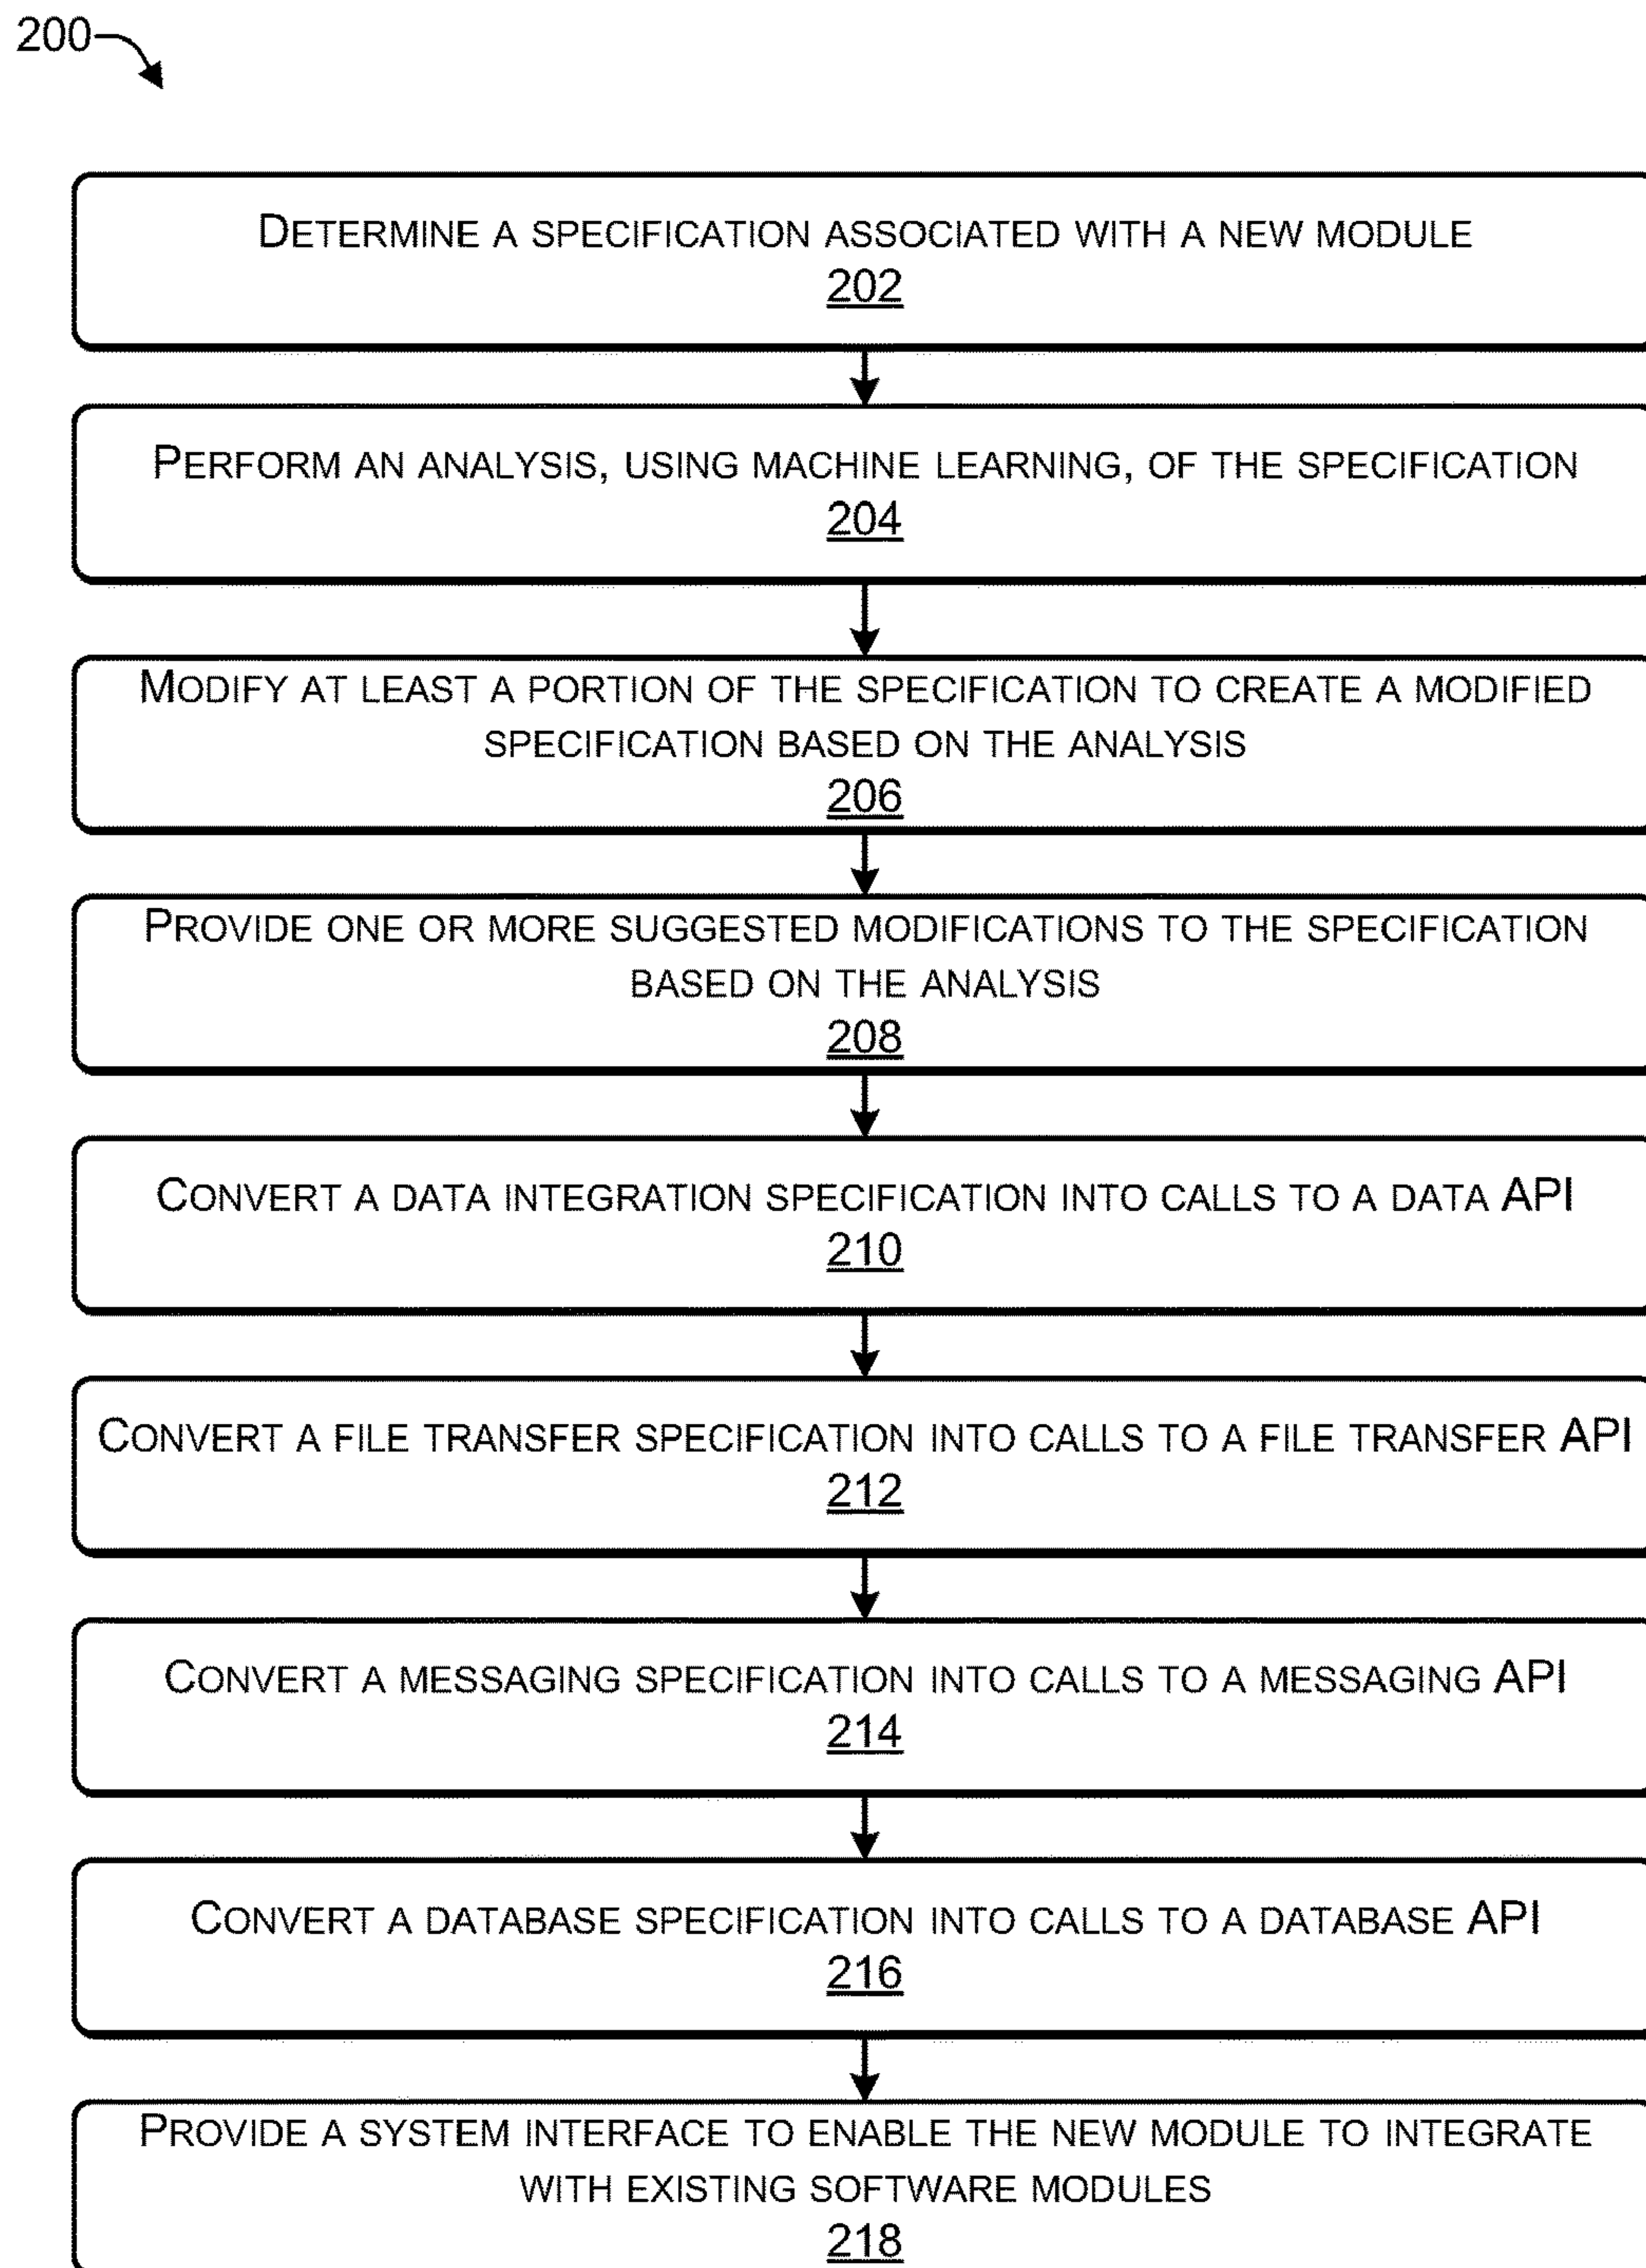 200
DETERMINE A SPECIFICATION ASSOCIATED WITH A NEW MODULE
202
PERFORM AN ANALYSIS, USING MACHINE LEARNING, OF THE SPECIFICATION
204
MODIFY AT LEAST A PORTION OF THE SPECIFICATION TO CREATE A MODIFIED
SPECIFICATION BASED ON THE ANALYSIS
206
PROVIDE ONE OR MORE SUGGESTED MODIFICATIONS TO THE SPECIFICATION
BASED ON THE ANALYSIS
208
CONVERT A DATA INTEGRATION SPECIFICATION INTO CALLS TO A DATA API
210
CONVERT A FILE TRANSFER SPECIFICATION INTO CALLS TO A FILE TRANSFER API
212
CONVERT A MESSAGING SPECIFICATION INTO CALLS TO A MESSAGING API
214
CONVERT A DATABASE SPECIFICATION INTO CALLS TO A DATABASE API
216
PROVIDE A SYSTEM INTERFACE TO ENABLE THE NEW MODULE TO INTEGRATE
WITH EXISTING SOFTWARE MODULES
218